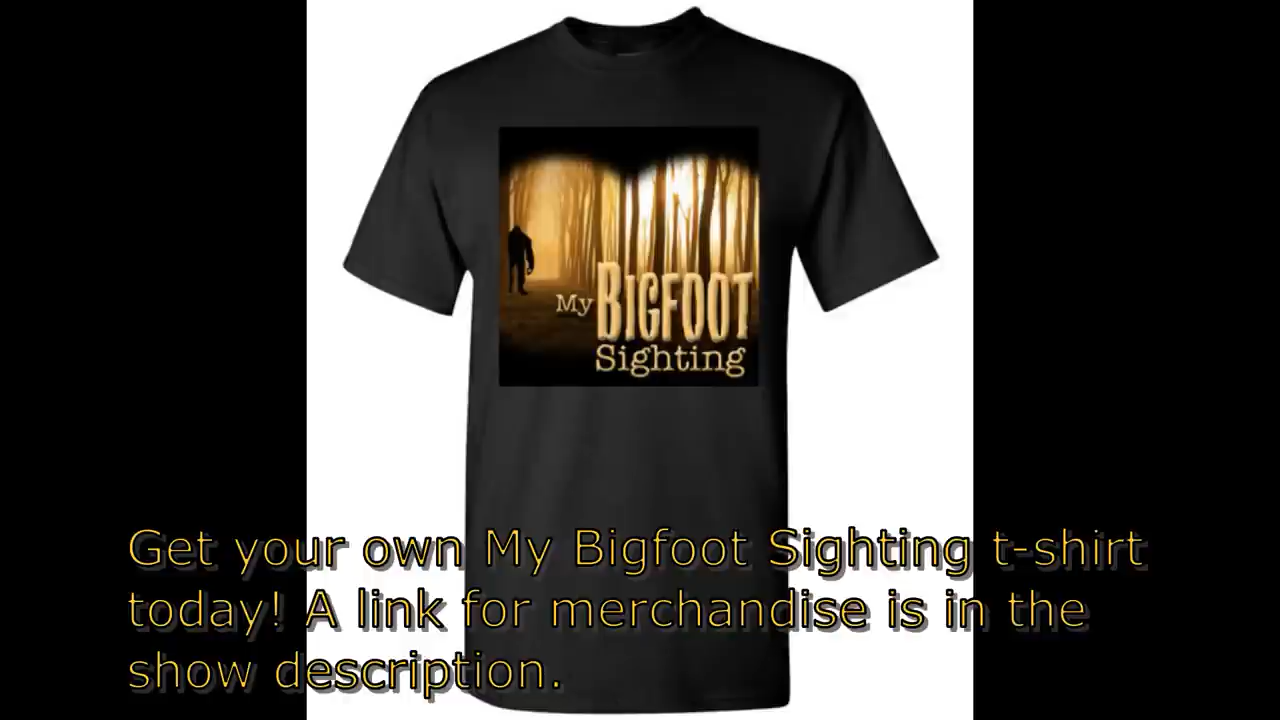 My BIGFOOT
Sighting
Get your own My Bigfoot Sighting t-shirt
today! A link for merchandise is in the
show description.